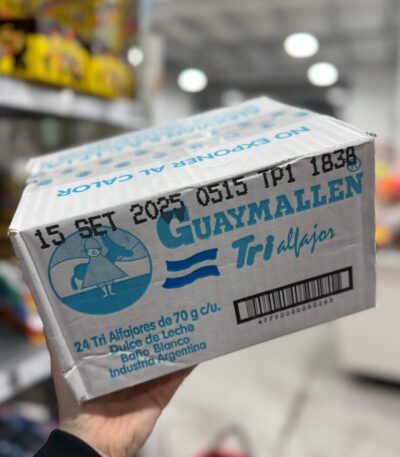 NO EXPONER AL CALOR
15 SET 2025 0515 TPI 1838
GUAYMALLEN®
Tri alfajor
24 Tri Alfajores de 70 g c/u.
Dulce de Leche
Baño Blanco
Industria Argentina